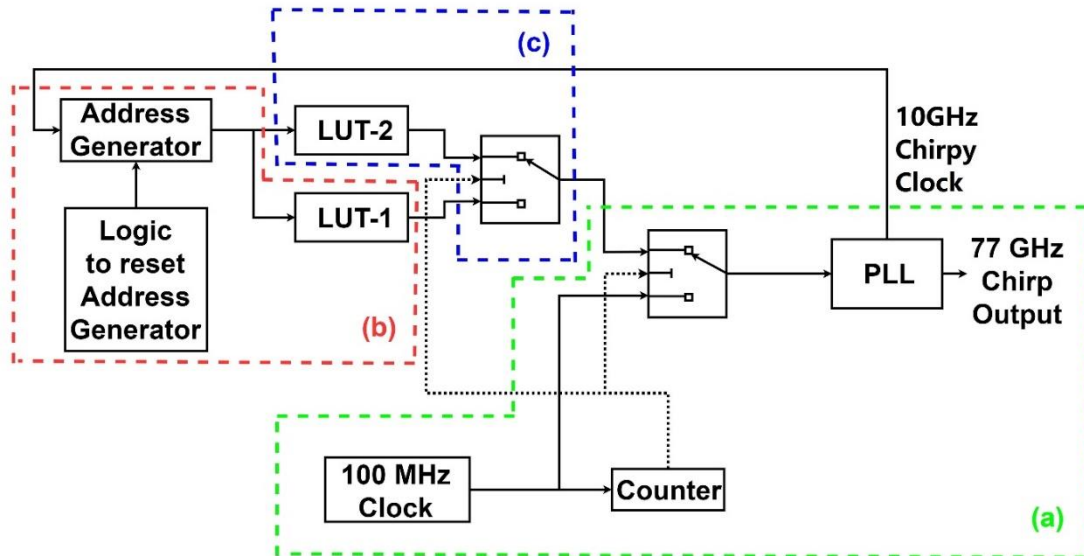 (c)
Address
Generator
LUT-2
10GHz
Chirpy
Clock
LUT-1
Logic
to reset
Address
Generator
(b)
PLL
77 GHz
Chirp
Output
100 MHz
Clock
Counter
(a)